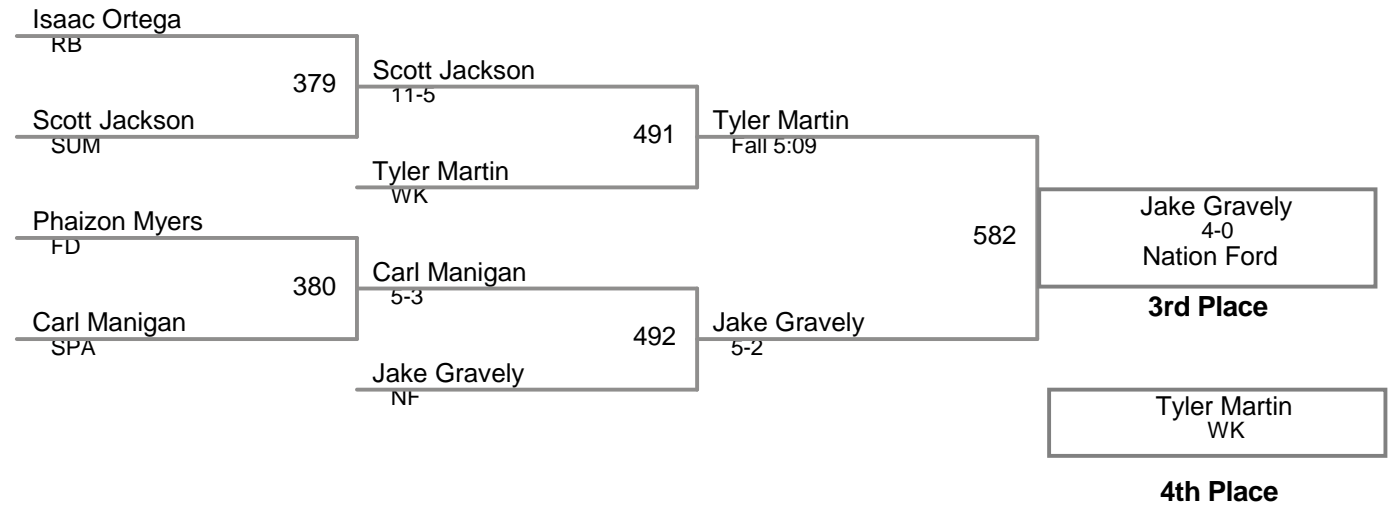 Isaac Ortega
RB
379
Scott Jackson
11-5
Scott Jackson
SUM
491
Tyler Martin
Fall 5:09
Tyler Martin
WK
Phaizon Myers
FD
582
Jake Gravely
4-0
Nation Ford
3rd Place
380
Carl Manigan
5-3
Carl Manigan
SPA
492
Jake Gravely
5-2
Jake Gravely
NF
Tyler Martin
WK
4th Place